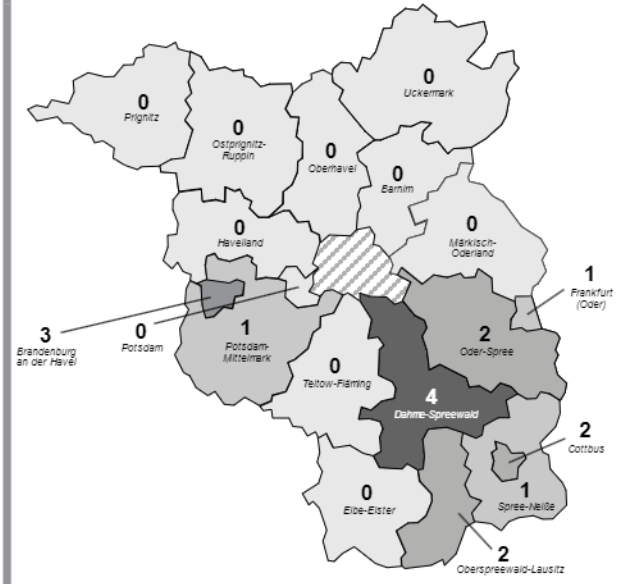 0
Uckermark
0
Prignitz
0
Ostprignitz-
Ruppin
0
Oberhavel
0
Barnim
0
Havelland
0
Märkisch-
Oderland
1
Frankfurt
(Oder)
3
Brandenburg
an der Havel
0
Potsdam
1
Potsdam-
Mittelmark
2
Oder-Spree
0
Teltow-Fläming
4
Dahme-Spreewald
2
Cottbus
0
Elbe-Elster
1
Spree-Neiße
2
Oberspreewald-Lausitz